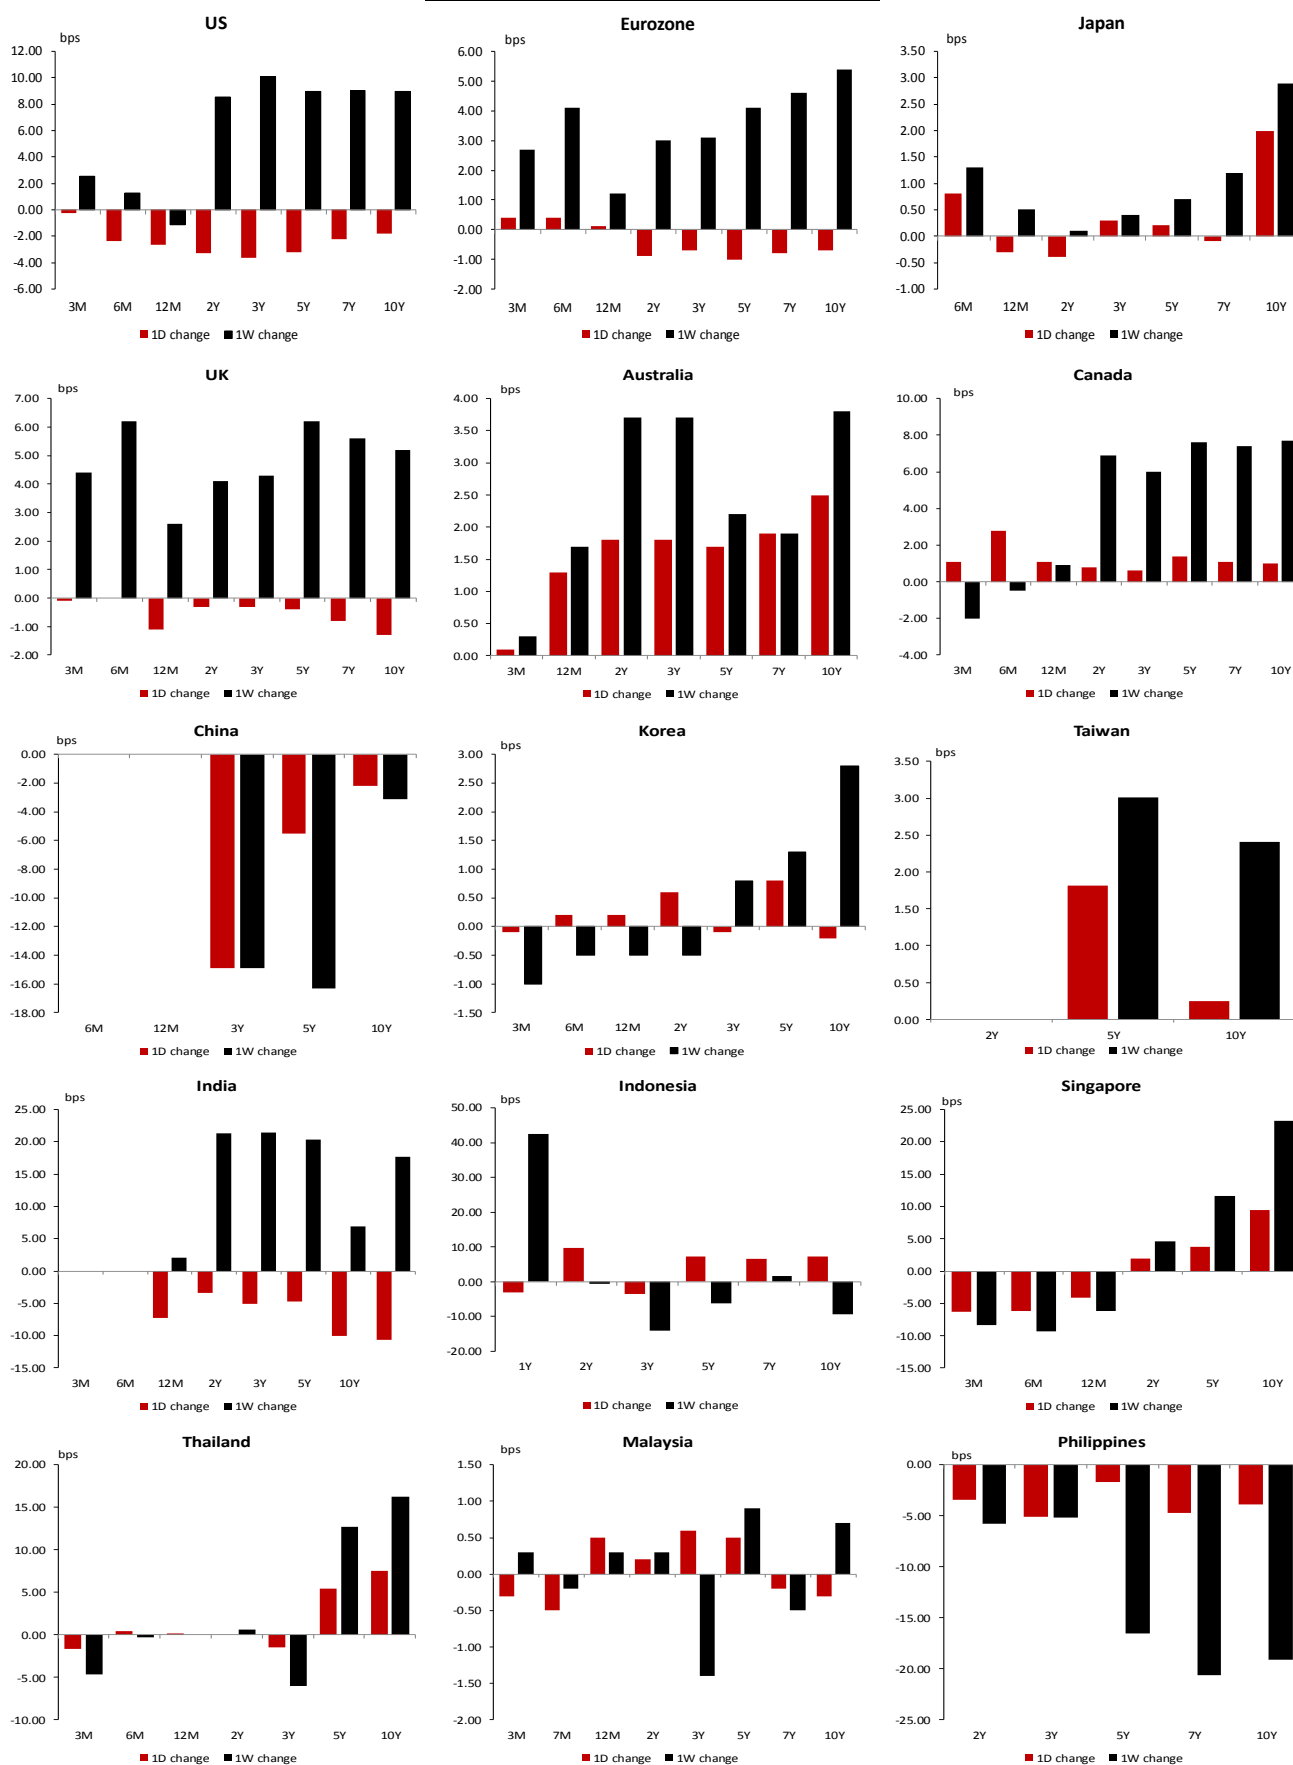 US
bps
12.00
10.00
8.00
6.00
4.00
2.00
0.00
-2.00
-4.00
-6.00
3M 6M 12M 2Y 3Y 5Y 7Y 10Y
1D change 1W change
Eurozone
bps
6.00
5.00
4.00
3.00
2.00
1.00
0.00
-1.00
-2.00
3M 6M 12M 2Y 3Y 5Y 7Y 10Y
1D change 1W change
Japan
3.50
3.00
2.50
2.00
1.50
1.00
0.50
0.00
-0.50
-1.00
6M 12M 2Y 3Y 5Y 7Y 10Y
1D change 1W change
UK
bps
7.00
6.00
5.00
4.00
3.00
2.00
1.00
0.00
-1.00
-2.00
3M 6M 12M 2Y 3Y 5Y 7Y 10Y
1D change 1W change
Australia
bps
4.00
3.50
3.00
2.50
2.00
1.50
1.00
0.50
0.00
3M 12M 2Y 3Y 5Y 7Y 10Y
1D change 1W change
Canada
bps
10.00
8.00
6.00
4.00
2.00
0.00
-2.00
-4.00
3M 6M 12M 2Y 3Y 5Y 7Y 10Y
1D change 1W change
China
bps
0.00
-2.00
-4.00
-6.00
-8.00
-10.00
-12.00
-14.00
-16.00
-18.00
6M 12M 3Y 5Y 10Y
1D change 1W change
Korea
bps
3.00
2.50
2.00
1.50
1.00
0.50
0.00
-0.50
-1.00
-1.50
3M 6M 12M 2Y 3Y 5Y 10Y
1D change 1W change
Taiwan
3.50
3.00
2.50
2.00
1.50
1.00
0.50
0.00
2Y 5Y 10Y
1D change 1W change
India
bps
25.00
20.00
15.00
10.00
5.00
0.00
-5.00
-10.00
-15.00
3M 6M 12M 2Y 3Y 5Y 10Y
1D change 1W change
Indonesia
bps
50.00
40.00
30.00
20.00
10.00
0.00
-10.00
-20.00
1Y 2Y 3Y 5Y 7Y 10Y
1D change 1W change
Singapore
bps
25.00
20.00
15.00
10.00
5.00
0.00
-5.00
-10.00
-15.00
3M 6M 12M 2Y 5Y 10Y
1D change 1W change
Thailand
bps
20.00
15.00
10.00
5.00
0.00
-5.00
-10.00
3M 6M 12M 2Y 3Y 5Y 10Y
1D change 1W change
Malaysia
bps
1.50
1.00
0.50
0.00
-0.50
-1.00
-1.50
-2.00
3M 7M 12M 2Y 3Y 5Y 7Y 10Y
1D change 1W change
Philippines
bps
0.00
-5.00
-10.00
-15.00
-20.00
-25.00
2Y 3Y 5Y 7Y 10Y
1D change 1W change